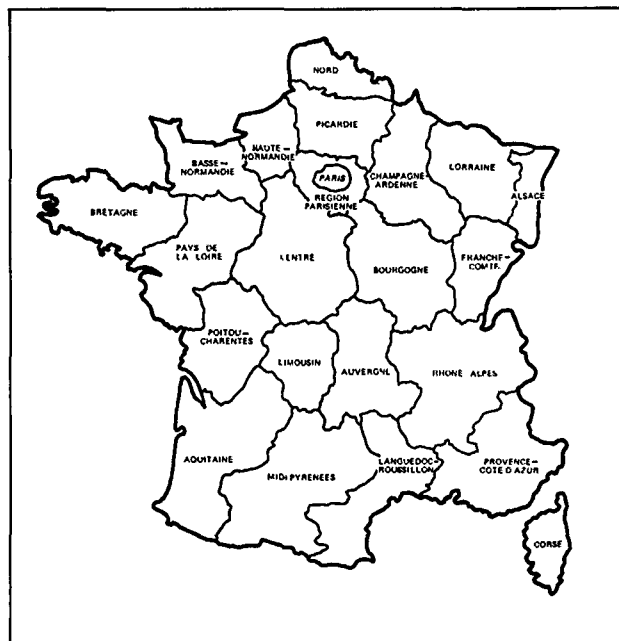 NORD
PICARDIE
HAUTE–
NORMANDIE
BASSE–
NORMANDIE
PARIS
REGION
PARISIENNE
CHAMPAGNE
ARDENNE
LORRAINE
ALSACE
BRETAGNE
PAYS DE
LA LOIRE
CENTRE
BOURGOGNE
FRANCHE–
COMTE
POITOU–
CHARENTES
LIMOUSIN
AUVERGNE
RHONE ALPES
AQUITAINE
MIDI PYRENEES
LANGUEDOC–
ROUSSILLON
PROVENCE–
COTE D'AZUR
CORSE